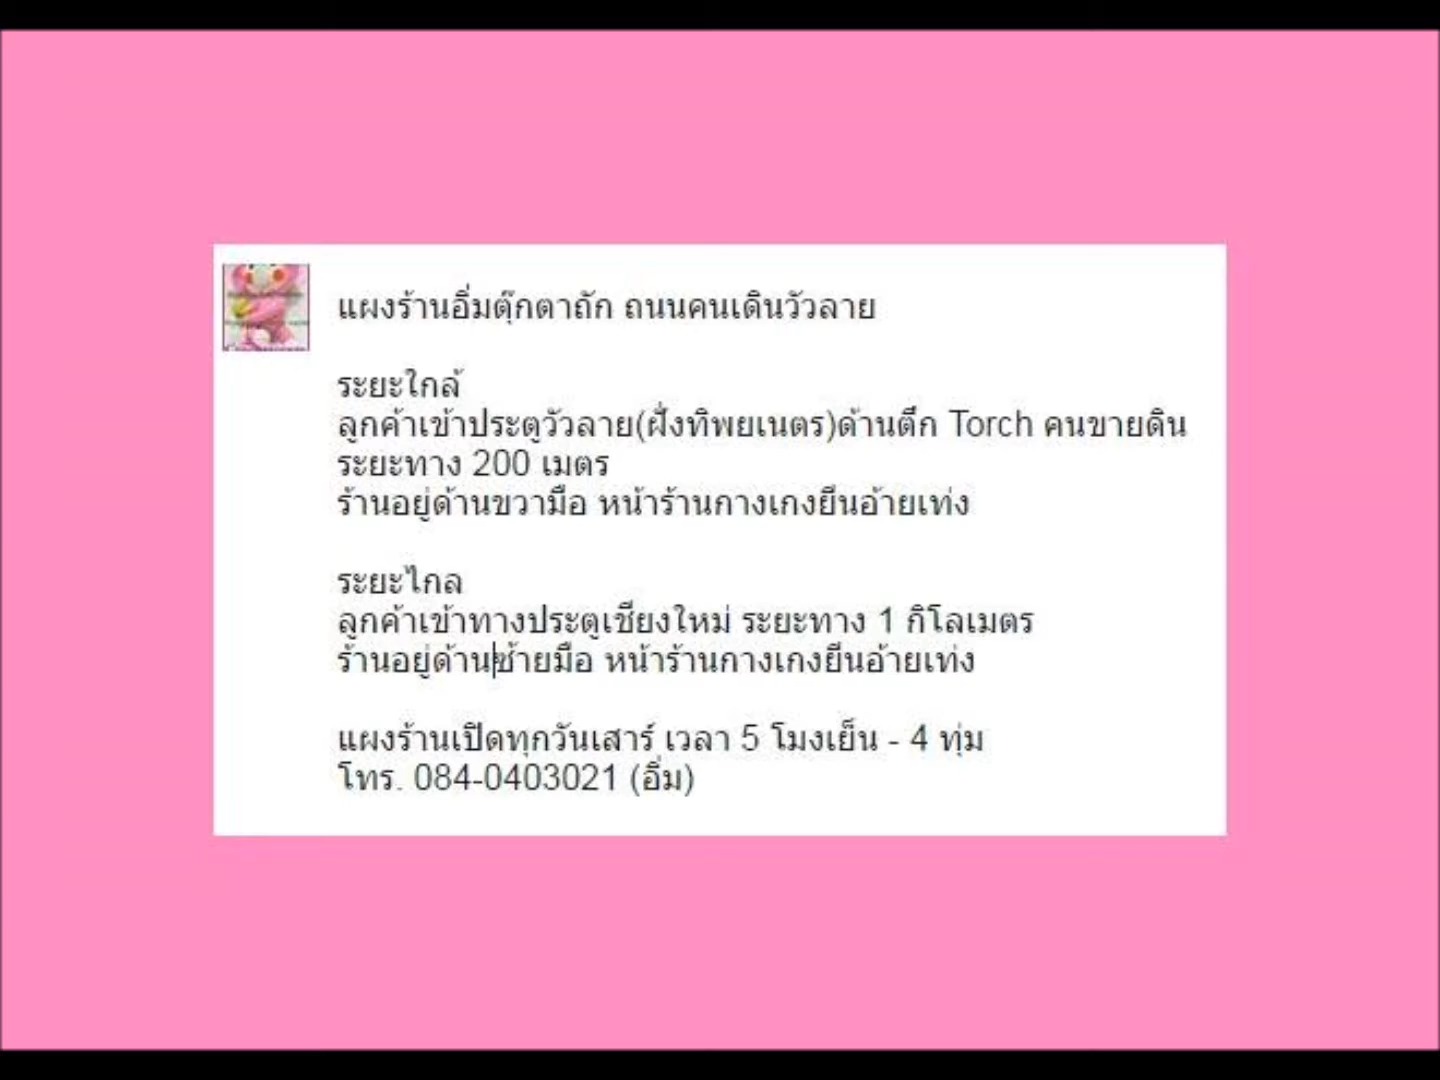 แผงร้านอิ่มตุ๊กตาถัก ถนนคนเดินวัวลาย
ระยะใกล้
ลูกค้าเข้าประตูวัวลาย(ฝั่งทิพยเนตร)ด้านตึก Torch คนขายดิน
ระยะทาง 200 เมตร
ร้านอยู่ด้านขวามือ หน้าร้านกางเกงยีนอ้ายเท่ง
ระยะไกล
ลูกค้าเข้าทางประตูเชียงใหม่ ระยะทาง 1 กิโลเมตร
ร้านอยู่ด้านซ้ายมือ หน้าร้านกางเกงยีนอ้ายเท่ง
แผงร้านเปิดทุกวันเสาร์ เวลา 5 โมงเย็น - 4 ทุ่ม
โทร. 084-0403021 (อิ่ม)